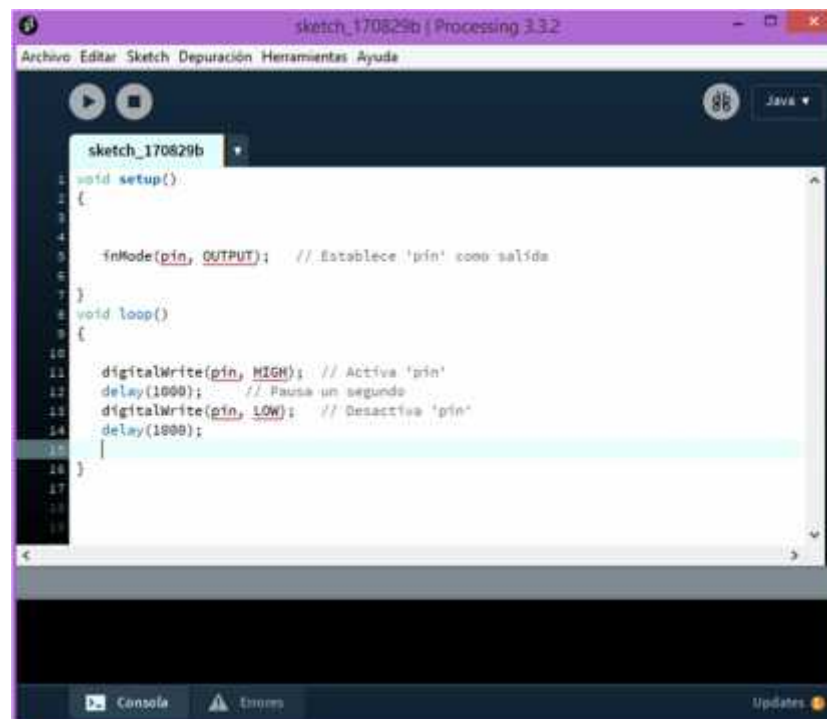 sketch_170829b | Processing 3.3.2
Archivo Editar Sketch Depuración Herramientas Ayuda
Java ▾
sketch_170829b ▾
1 void setup()
2 {
3
4
5 inMode(pin, OUTPUT); // Establece 'pin' como salida
6
7 }
8 void loop()
9 {
10
11 digitalWrite(pin, HIGH); // Activa 'pin'
12 delay(1000); // Pausa un segundo
13 digitalWrite(pin, LOW); // Desactiva 'pin'
14 delay(1000);
15
16 }
17
18
19
Consola Errores Updates